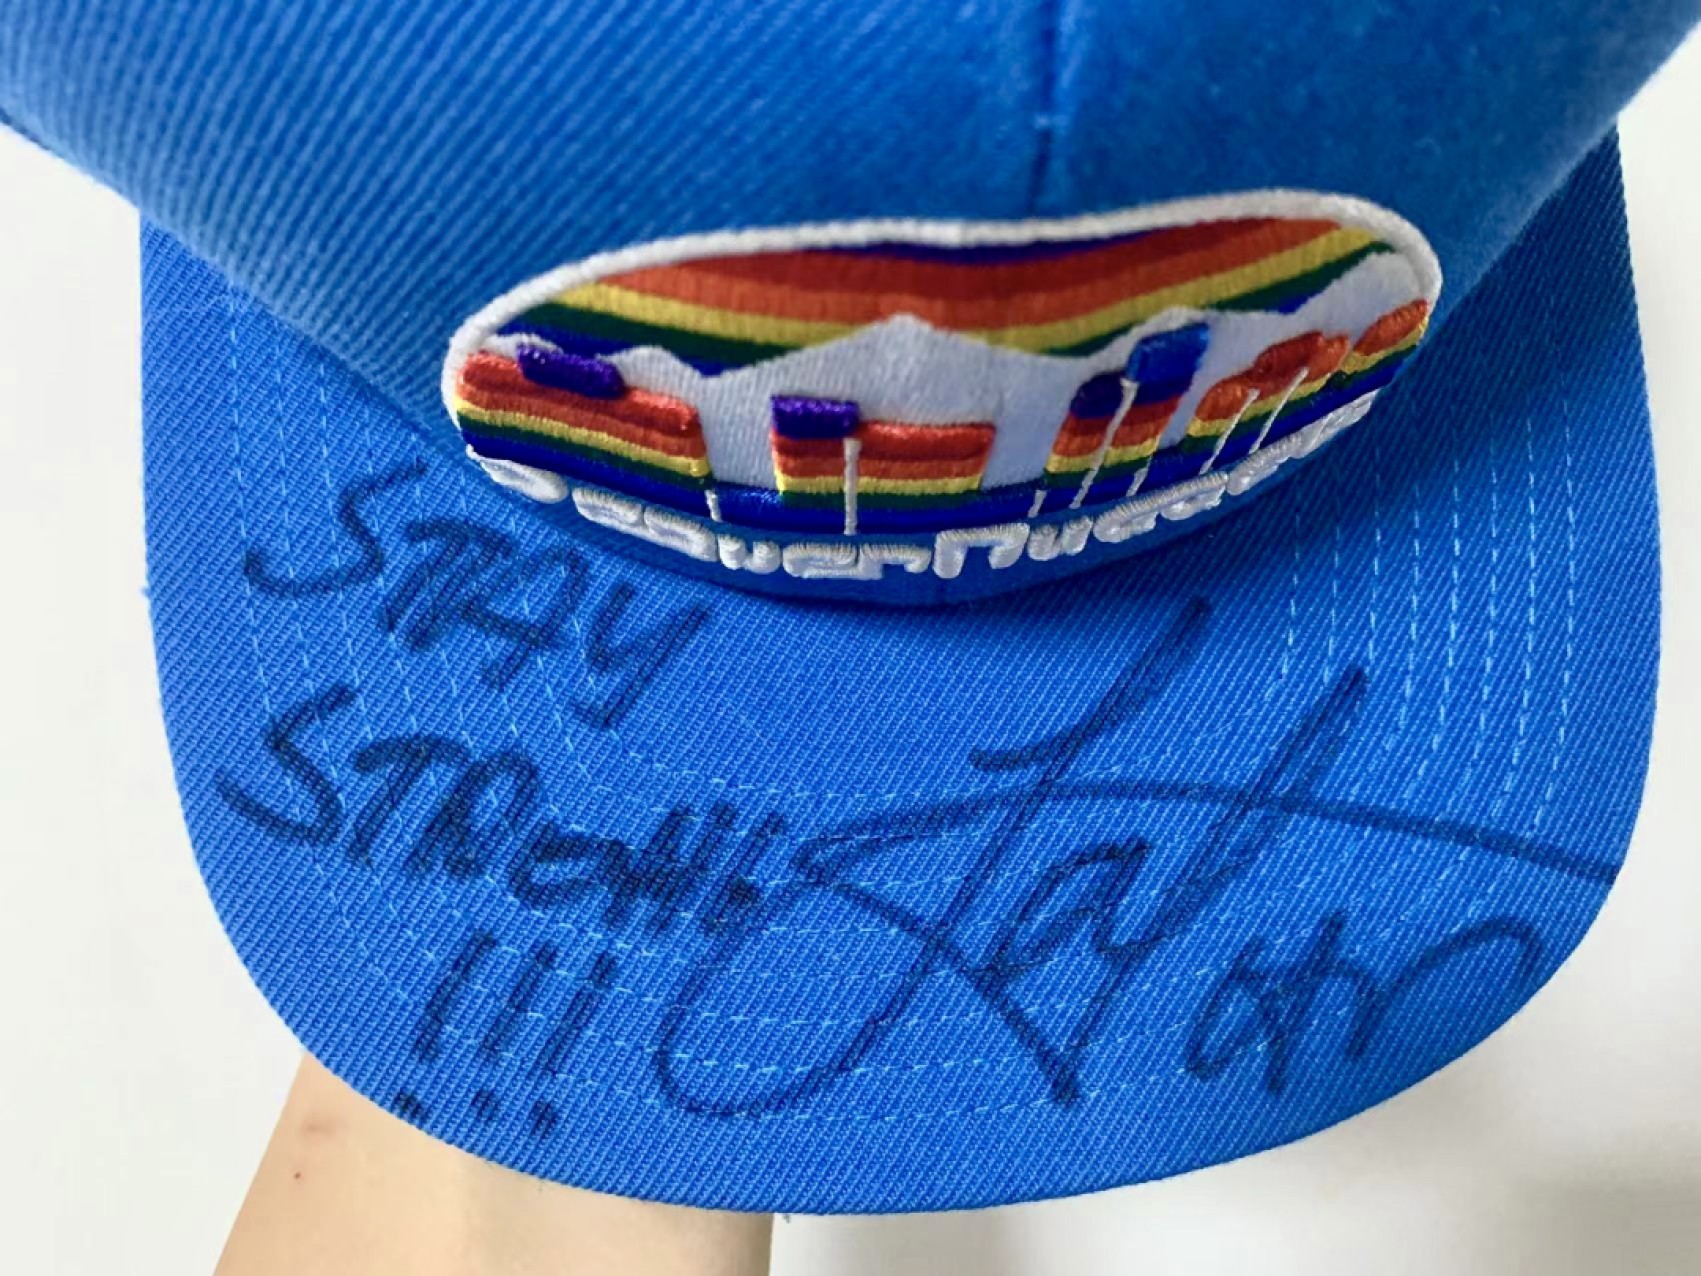 Denver Nuggets
STAY
STRONG
!!!